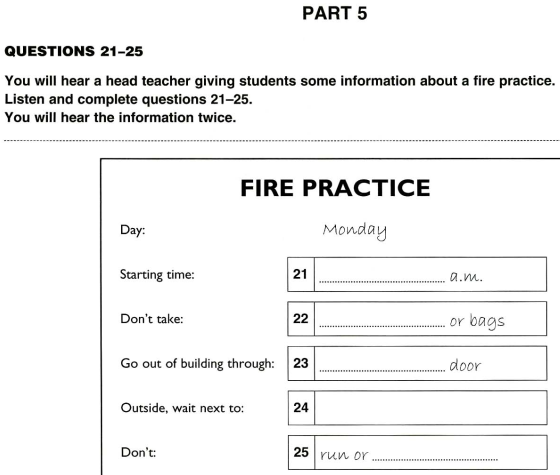 PART 5
QUESTIONS 21–25
You will hear a head teacher giving students some information about a fire practice.
Listen and complete questions 21–25.
You will hear the information twice.
FIRE PRACTICE
Day: Monday
Starting time: 21 .......................................... a.m.
Don't take: 22 .......................................... or bags
Go out of building through: 23 .......................................... door
Outside, wait next to: 24
Don't: 25 run or ..........................................